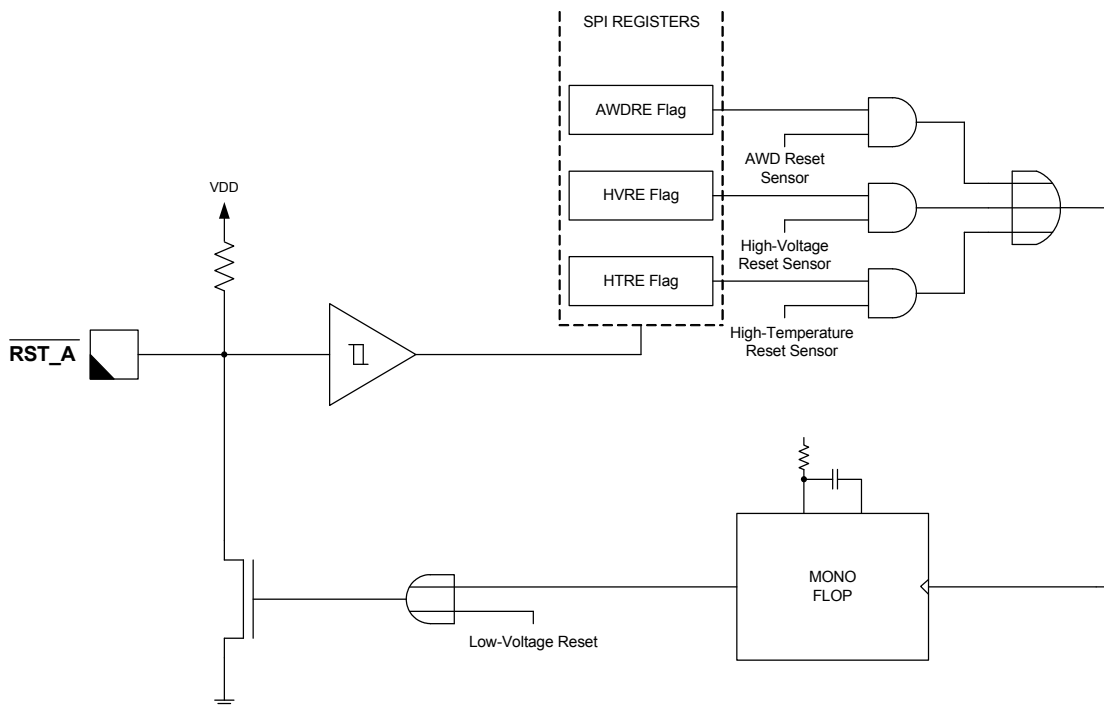 SPI REGISTERS
AWDRE Flag
AWD Reset
Sensor
VDD
HVRE Flag
High-Voltage
Reset Sensor
HTRE Flag
High-Temperature
Reset Sensor
RST_A
MONO
FLOP
Low-Voltage Reset